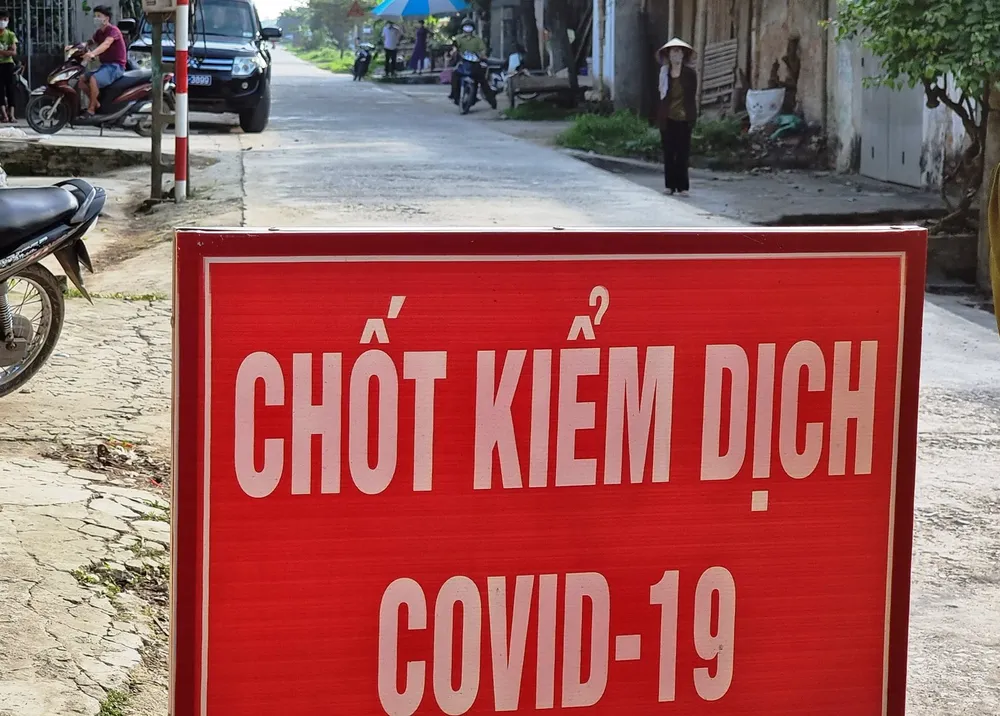 CHỐT KIỂM DỊCH
COVID-19